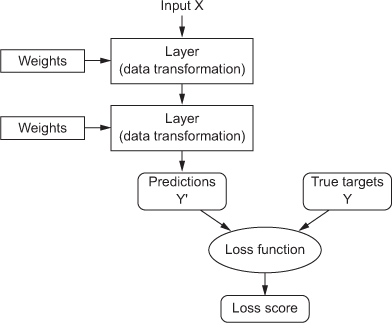 Input X
Layer
(data transformation)
Weights
Layer
(data transformation)
Weights
Predictions
Y'
True targets
Y
Loss function
Loss score